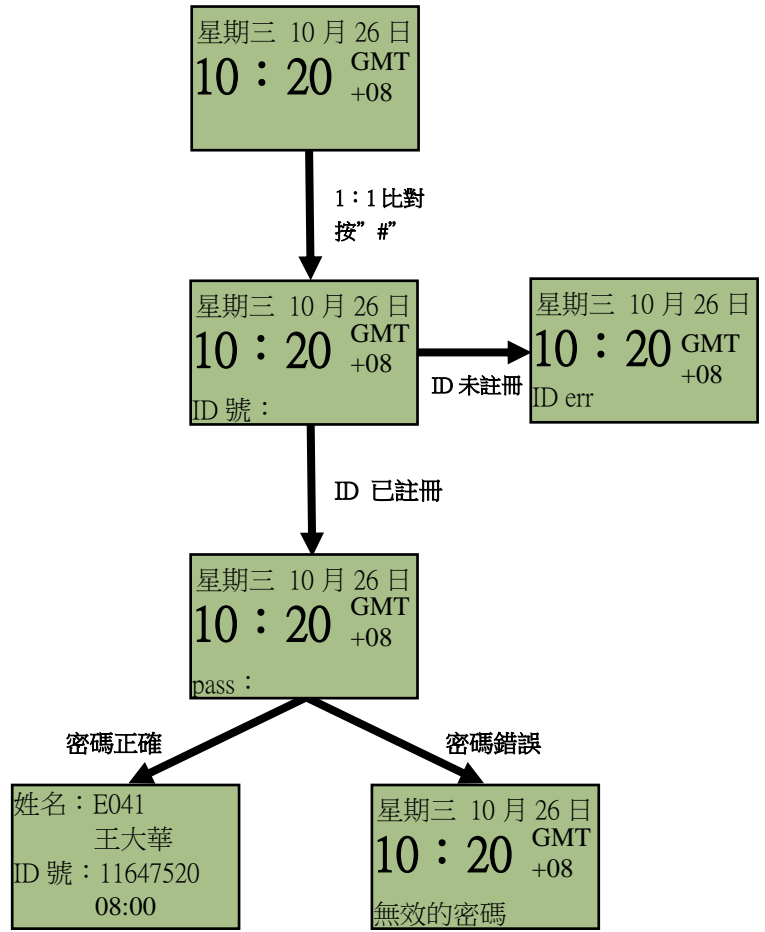 星期三 10 月 26 日
10：20 GMT
+08
1：1 比對
按” #”
星期三 10 月 26 日
10：20 GMT
+08
ID 號：
ID 未註冊
星期三 10 月 26 日
10：20 GMT
+08
ID err
ID 已註冊
星期三 10 月 26 日
10：20 GMT
+08
pass：
密碼正確
密碼錯誤
姓名：E041
王大華
ID 號：11647520
08:00
星期三 10 月 26 日
10：20 GMT
+08
無效的密碼